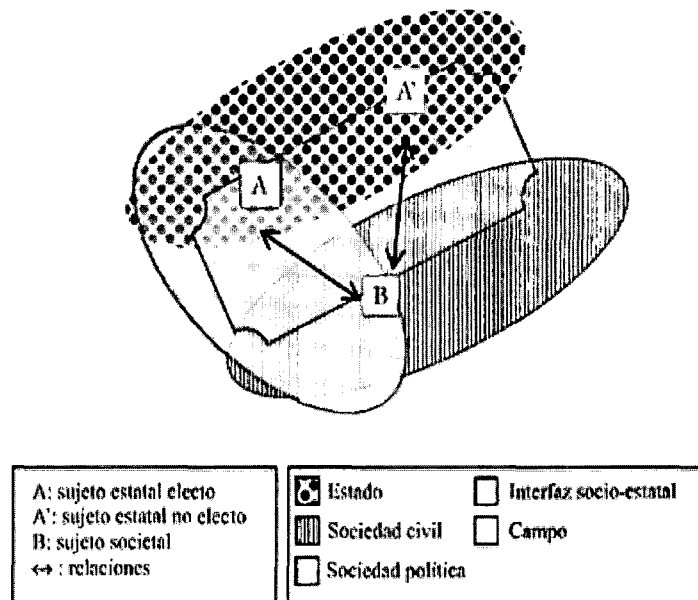 A'
A
B
A: sujeto estatal electo
A': sujeto estatal no electo
B: sujeto societal
↔ : relaciones
Estado
Interfaz socio-estatal
Sociedad civil
Campo
Sociedad política